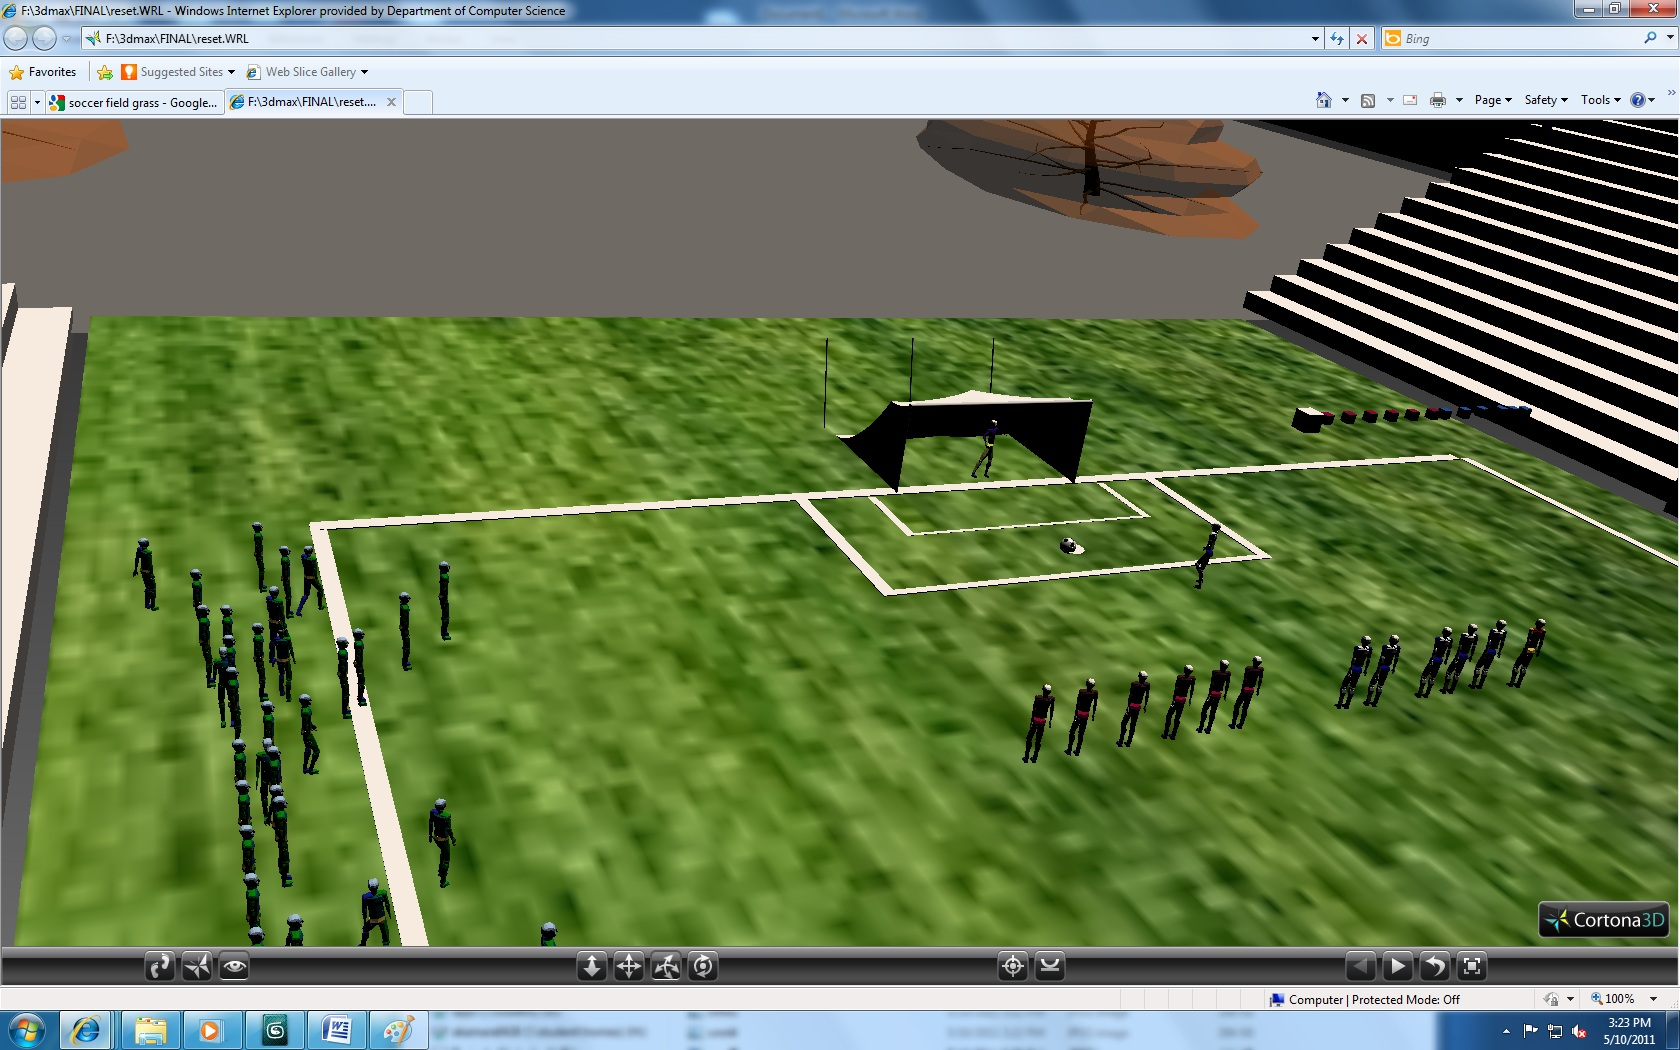 F:\3dmax\FINAL\reset.WRL - Windows Internet Explorer provided by Department of Computer Science
F:\3dmax\FINAL\reset.WRL
Bing
Favorites
Suggested Sites
Web Slice Gallery
soccer field grass - Google...
F:\3dmax\FINAL\reset....
Page
Safety
Tools
Cortona3D
Computer | Protected Mode: Off
100%
3:23 PM
5/10/2011